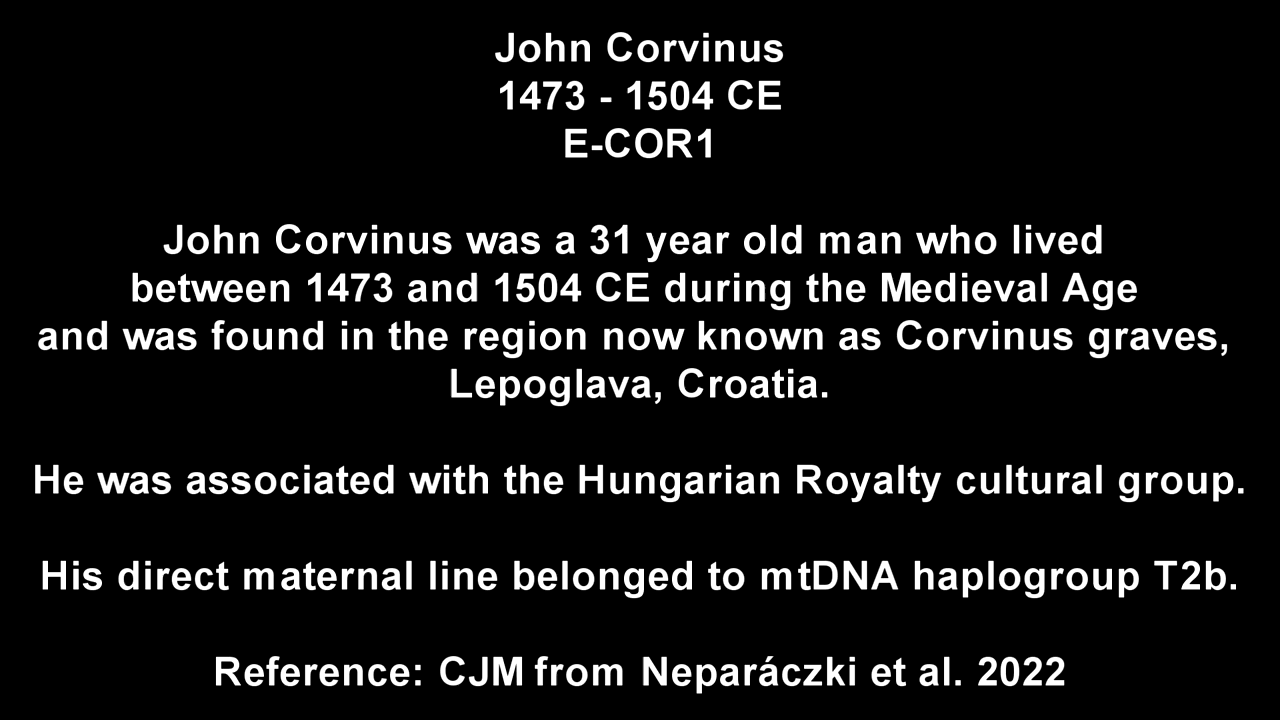 John Corvinus
1473 - 1504 CE
E-COR1
John Corvinus was a 31 year old man who lived
between 1473 and 1504 CE during the Medieval Age
and was found in the region now known as Corvinus graves,
Lepoglava, Croatia.
He was associated with the Hungarian Royalty cultural group.
His direct maternal line belonged to mtDNA haplogroup T2b.
Reference: CJM from Neparáczki et al. 2022